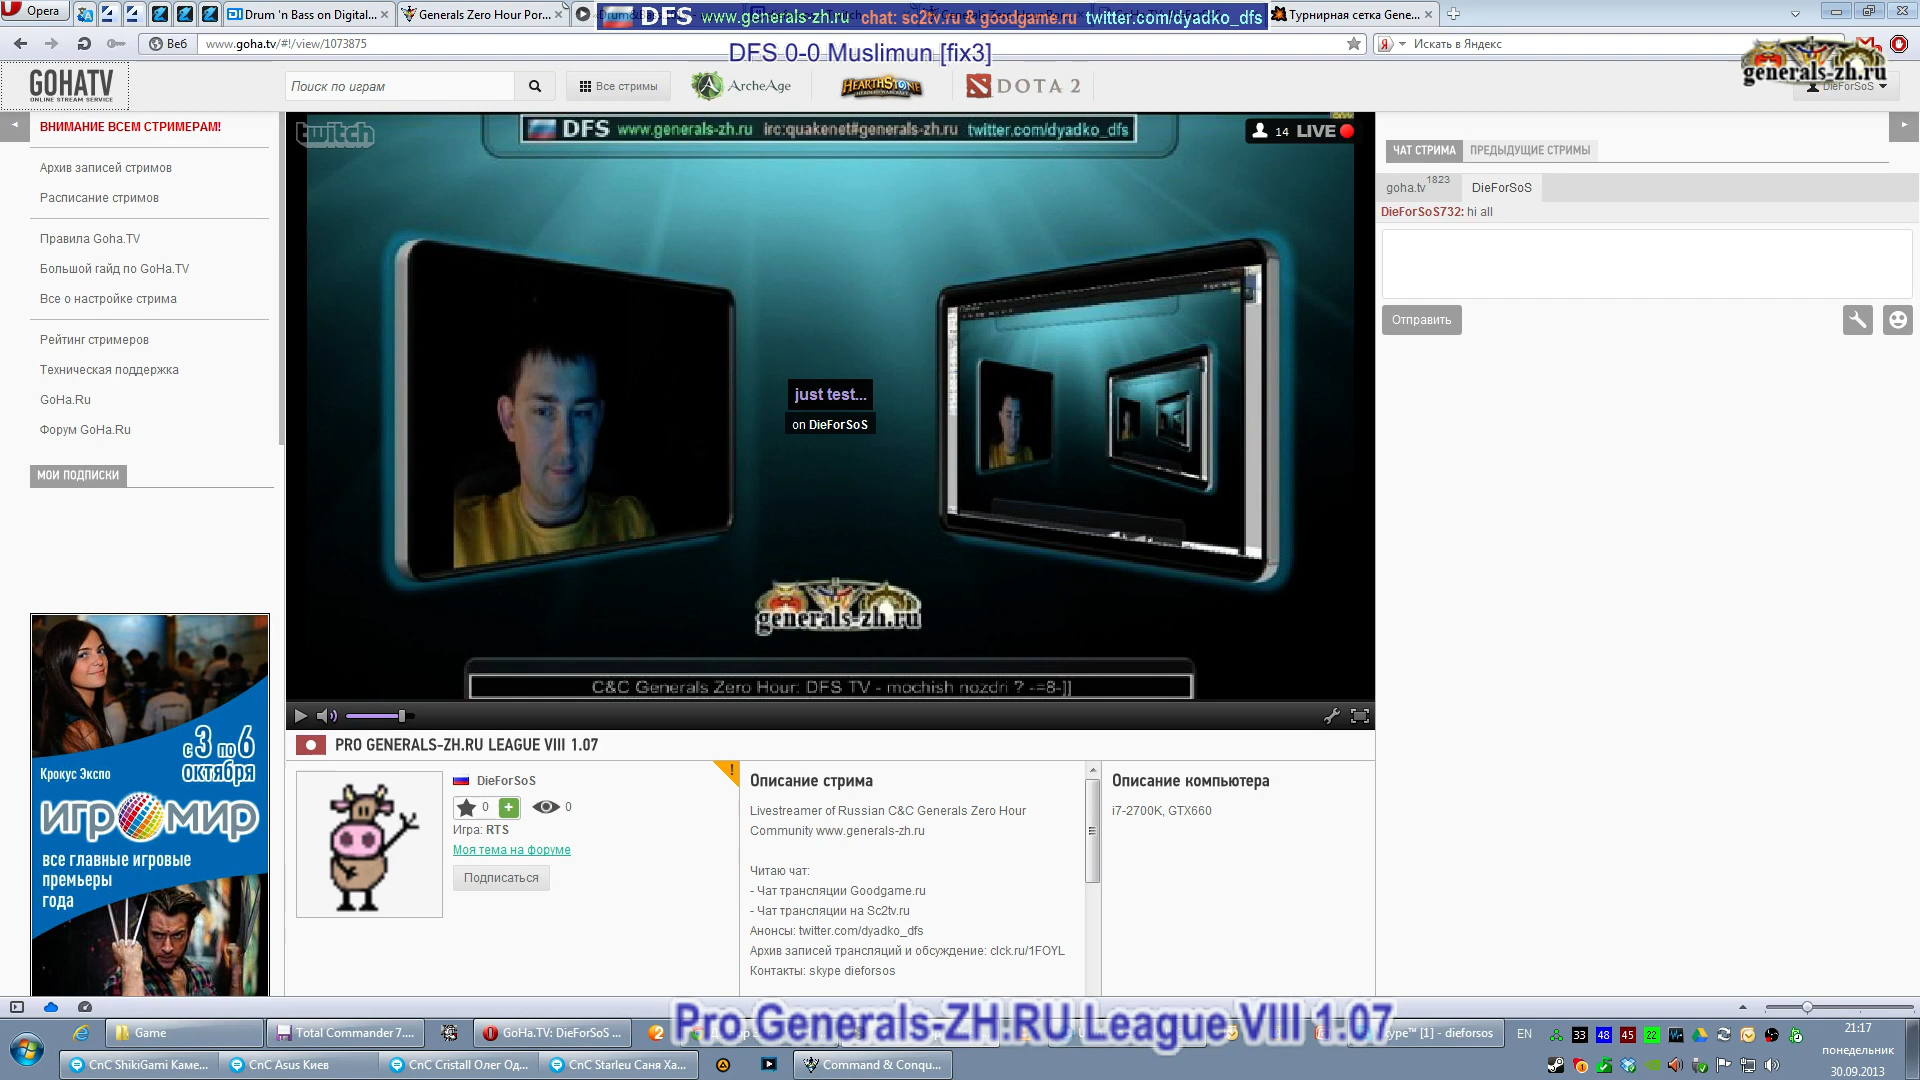 Opera
Drum 'n Bass on Digital...
Generals Zero Hour Por...
DFS www.generals-zh.ru chat: sc2tv.ru & goodgame.ru twitter.com/dyadko_dfs
Турнирная сетка Gene...
Веб
www.goha.tv/#!/view/1073875
DFS 0-0 Muslimun [fix3]
Искать в Яндекс
GOHATV
ONLINE STREAM SERVICE
Поиск по играм
Все стримы
ArcheAge
HEARTHSTONE
DOTA 2
generals-zh.ru
DieForSoS
ВНИМАНИЕ ВСЕМ СТРИМЕРАМ!
Архив записей стримов
Расписание стримов
Правила Goha.TV
Большой гайд по GoHa.TV
Все о настройке стрима
Рейтинг стримеров
Техническая поддержка
GoHa.Ru
Форум GoHa.Ru
МОИ ПОДПИСКИ
с 3 по 6
октября
Крокус Экспо
ИГРОМИР
все главные игровые
премьеры
года
twitch
DFS www.generals-zh.ru irc:quakenet#generals-zh.ru twitter.com/dyadko_dfs
14 LIVE
just test...
on DieForSoS
generals-zh.ru
C&C Generals Zero Hour: DFS TV - mochish nozdri ? -=8-]]
PRO GENERALS-ZH.RU LEAGUE VIII 1.07
DieForSoS
0
+
0
Игра: RTS
Моя тема на форуме
Подписаться
!
Описание стрима
Livestreamer of Russian C&C Generals Zero Hour
Community www.generals-zh.ru
Читаю чат:
- Чат трансляции Goodgame.ru
- Чат трансляции на Sc2tv.ru
Анонсы: twitter.com/dyadko_dfs
Архив записей трансляций и обсуждение: clck.ru/1FOYL
Контакты: skype dieforsos
Описание компьютера
i7-2700K, GTX660
ЧАТ СТРИМА
ПРЕДЫДУЩИЕ СТРИМЫ
goha.tv 1823
DieForSoS
DieForSoS732: hi all
Отправить
Pro Generals-ZH.RU League VIII 1.07
Game
Total Commander 7....
GoHa.TV: DieForSoS ...
[1] - dieforsos
EN
33
48
45
22
21:17
понедельник
30.09.2013
CnC ShikiGami Каме...
CnC Asus Киев
CnC Cristall Олег Од...
CnC Starleu Саня Ха...
Command & Conqu...